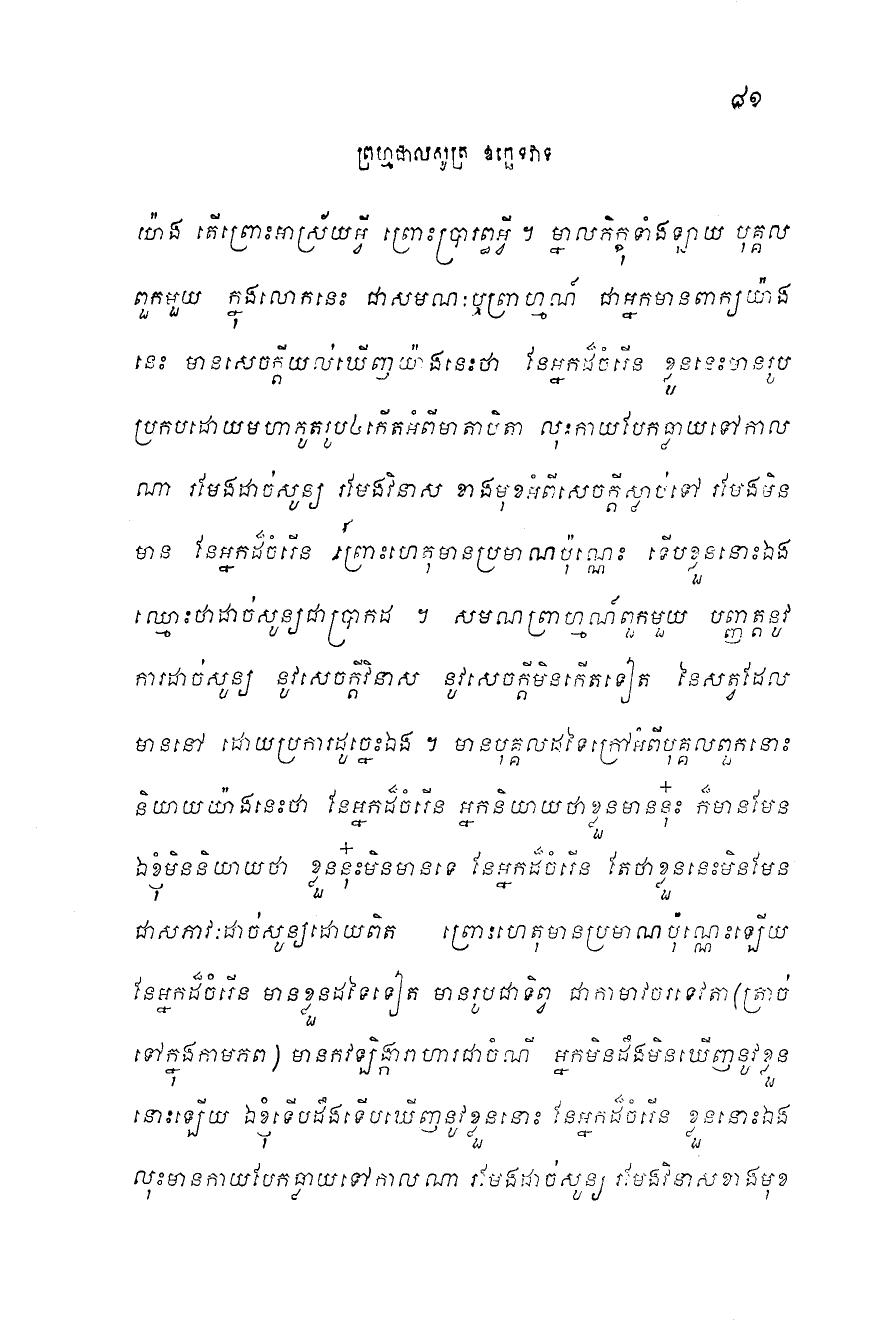 ៨១
ព្រហ្មជាលសូត្រ ឧច្ឆេទវាទ
យ៉ាង តើព្រោះអាស្រ័យអ្វី ព្រោះប្រារព្ធអ្វី ។ ម្នាលភិក្ខុទាំងឡាយ បុគ្គល
ពួកមួយ ក្នុងលោកនេះ ជាសមណៈឬព្រាហ្មណ៍ ជាអ្នកមានពាក្យយ៉ាង
នេះ មានសេចក្តីយល់ឃើញយ៉ាងនេះថា នែអ្នកដ៏ចំរើន ខ្លួននេះមានរូប
ប្រកបដោយមហាភូតរូប៤កើតអំពីមាតាបិតា លុះកាយបែកធ្លាយទៅកាល
ណា រមែងដាច់សូន្យ រមែងវិនាស ខាងមុខអំពីសេចក្តីស្លាប់ទៅ រមែងមិន
មាន នែអ្នកដ៏ចំរើន ព្រោះហេតុមានប្រមាណប៉ុណ្ណេះ ទើបខ្លួននោះឯង
ឈ្មោះថាដាច់សូន្យជាប្រាកដ ។ សមណព្រាហ្មណ៍ពួកមួយ បញ្ញត្តនូវ
ការដាច់សូន្យ នូវសេចក្តីវិនាស នូវសេចក្តីមិនកើតទៀត នៃសត្វដែល
មាននៅ ដោយប្រការដូច្នេះឯង ។ មានបុគ្គលដទៃក្រៅអំពីបុគ្គលពួកនោះ
និយាយយ៉ាងនេះថា នែអ្នកដ៏ចំរើន អ្នកនិយាយថាខ្លួនមាននុ៎ះ ក៏មានមែន
ឯខ្ញុំមិននិយាយថា ខ្លួននុ៎ះមិនមានទេ នែអ្នកដ៏ចំរើន តែថាខ្លួននេះមិនមែន
ជាសភាវៈដាច់សូន្យដោយពិត ព្រោះហេតុមានប្រមាណប៉ុណ្ណេះឡើយ
នែអ្នកដ៏ចំរើន មានខ្លួនដទៃទៀត មានរូបជាទិព្វ ជាកាមាវចរទេវតា(ត្រាច់
ទៅក្នុងកាមភព) មានកវឡិង្ការាហារជាចំណី អ្នកមិនដឹងមិនឃើញនូវខ្លួន
នោះឡើយ ឯខ្ញុំទើបដឹងទើបឃើញនូវខ្លួននោះ នែអ្នកដ៏ចំរើន ខ្លួននោះឯង
លុះមានកាយបែកធ្លាយទៅកាលណា រមែងដាច់សូន្យ រមែងវិនាសខាងមុខ